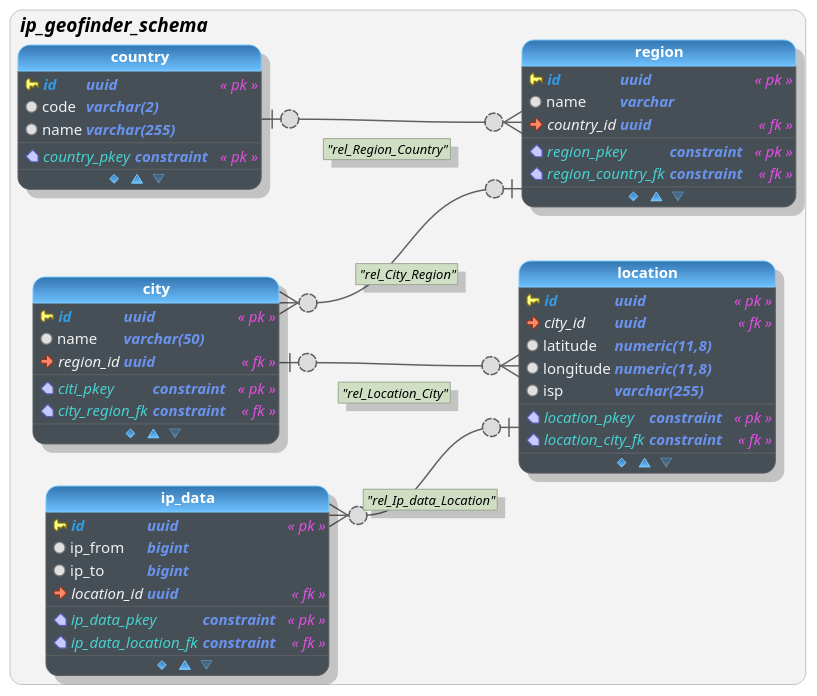 ip_geofinder_schema
country
id uuid « pk »
code varchar(2)
name varchar(255)
country_pkey constraint « pk »
region
id uuid « pk »
name varchar
country_id uuid « fk »
region_pkey constraint « pk »
region_country_fk constraint « fk »
"rel_Region_Country"
"rel_City_Region"
city
id uuid « pk »
name varchar(50)
region_id uuid « fk »
citi_pkey constraint « pk »
city_region_fk constraint « fk »
location
id uuid « pk »
city_id uuid « fk »
latitude numeric(11,8)
longitude numeric(11,8)
isp varchar(255)
location_pkey constraint « pk »
location_city_fk constraint « fk »
"rel_Location_City"
"rel_Ip_data_Location"
ip_data
id uuid « pk »
ip_from bigint
ip_to bigint
location_id uuid « fk »
ip_data_pkey constraint « pk »
ip_data_location_fk constraint « fk »